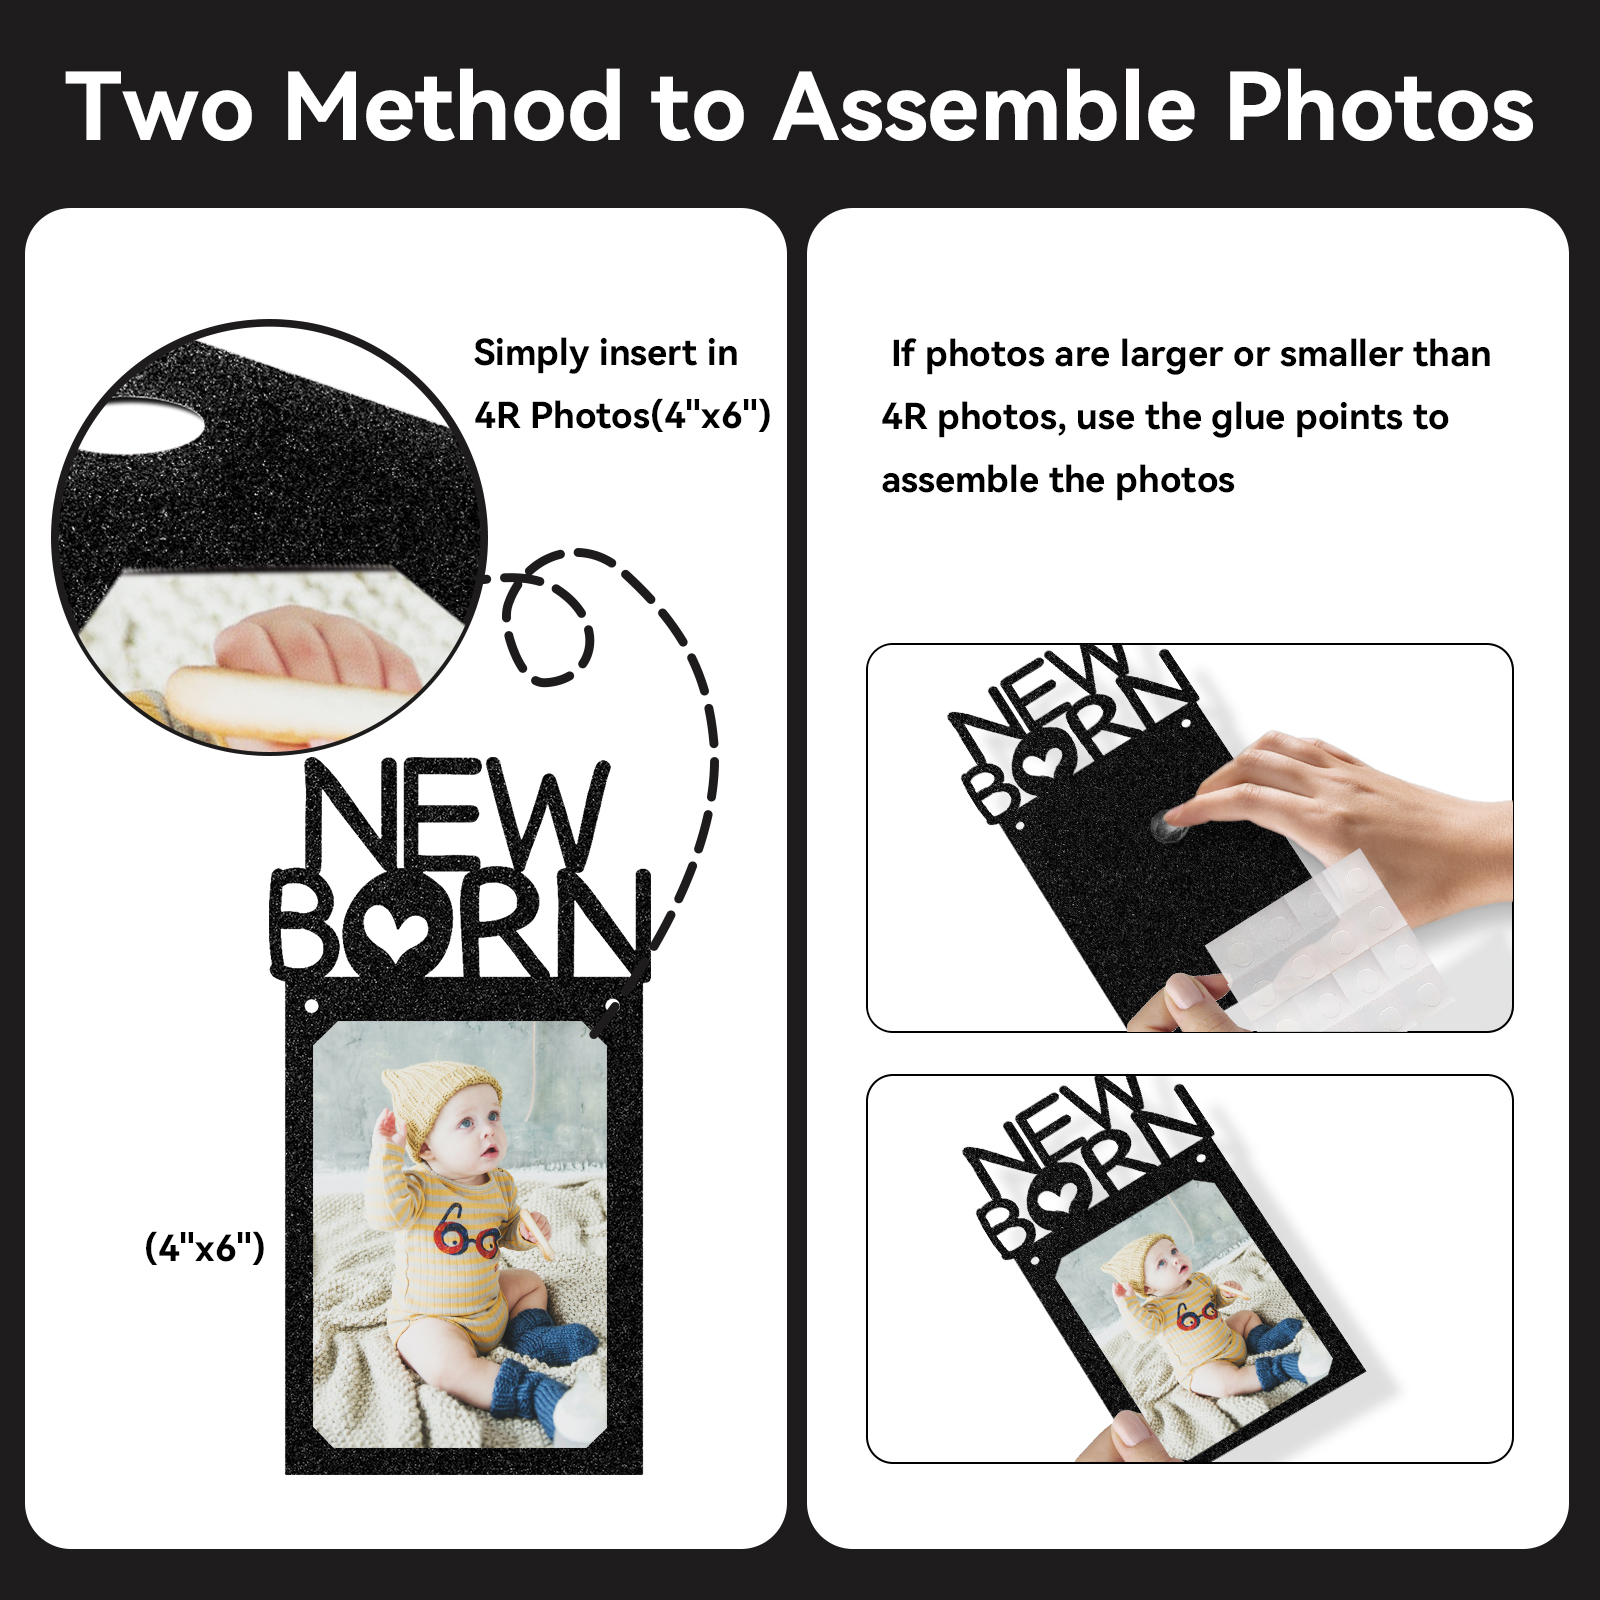 Two Method to Assemble Photos
Simply insert in
4R Photos(4"x6")
NEW
BORN
(4"x6")
If photos are larger or smaller than
4R photos, use the glue points to
assemble the photos
NEW
BORN
NEW
BORN